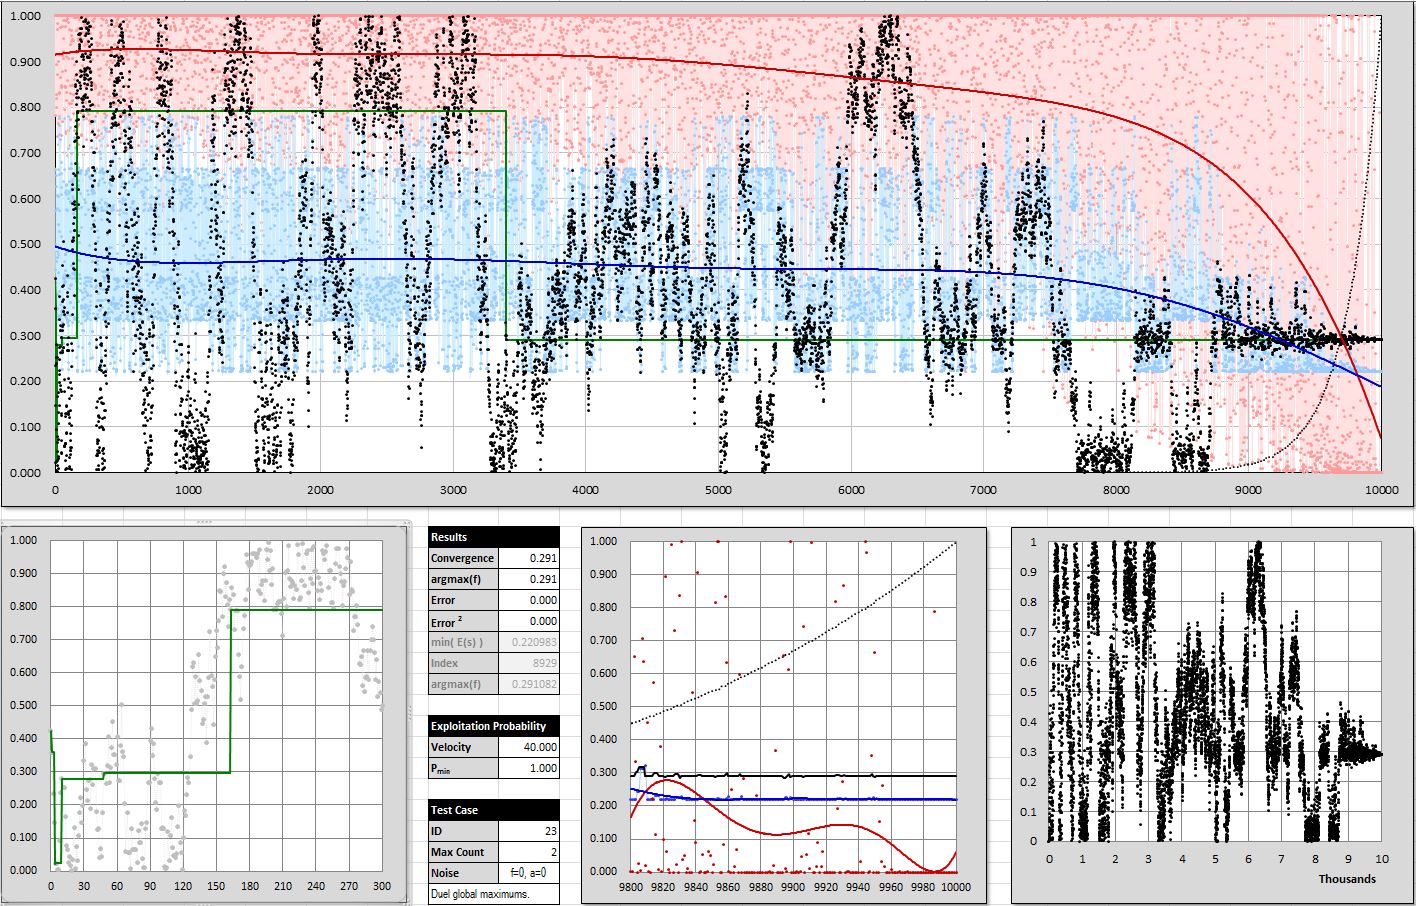 1.000
0.900
0.800
0.700
0.600
0.500
0.400
0.300
0.200
0.100
0.000
0 1000 2000 3000 4000 5000 6000 7000 8000 9000 10000
1.000
0.900
0.800
0.700
0.600
0.500
0.400
0.300
0.200
0.100
0.000
0 30 60 90 120 150 180 210 240 270 300
Results
Convergence 0.291
argmax(f) 0.291
Error 0.000
Error 2 0.000
min( E(s) ) 0.220983
Index 8929
argmax(f) 0.291082
Exploitation Probability
Velocity 40.000
Pmin 1.000
Test Case
ID 23
Max Count 2
Noise f=0, a=0
Duel global maximums.
1.000
0.900
0.800
0.700
0.600
0.500
0.400
0.300
0.200
0.100
0.000
9800 9820 9840 9860 9880 9900 9920 9940 9960 9980 10000
1
0.9
0.8
0.7
0.6
0.5
0.4
0.3
0.2
0.1
0
0 1 2 3 4 5 6 7 8 9 10
Thousands